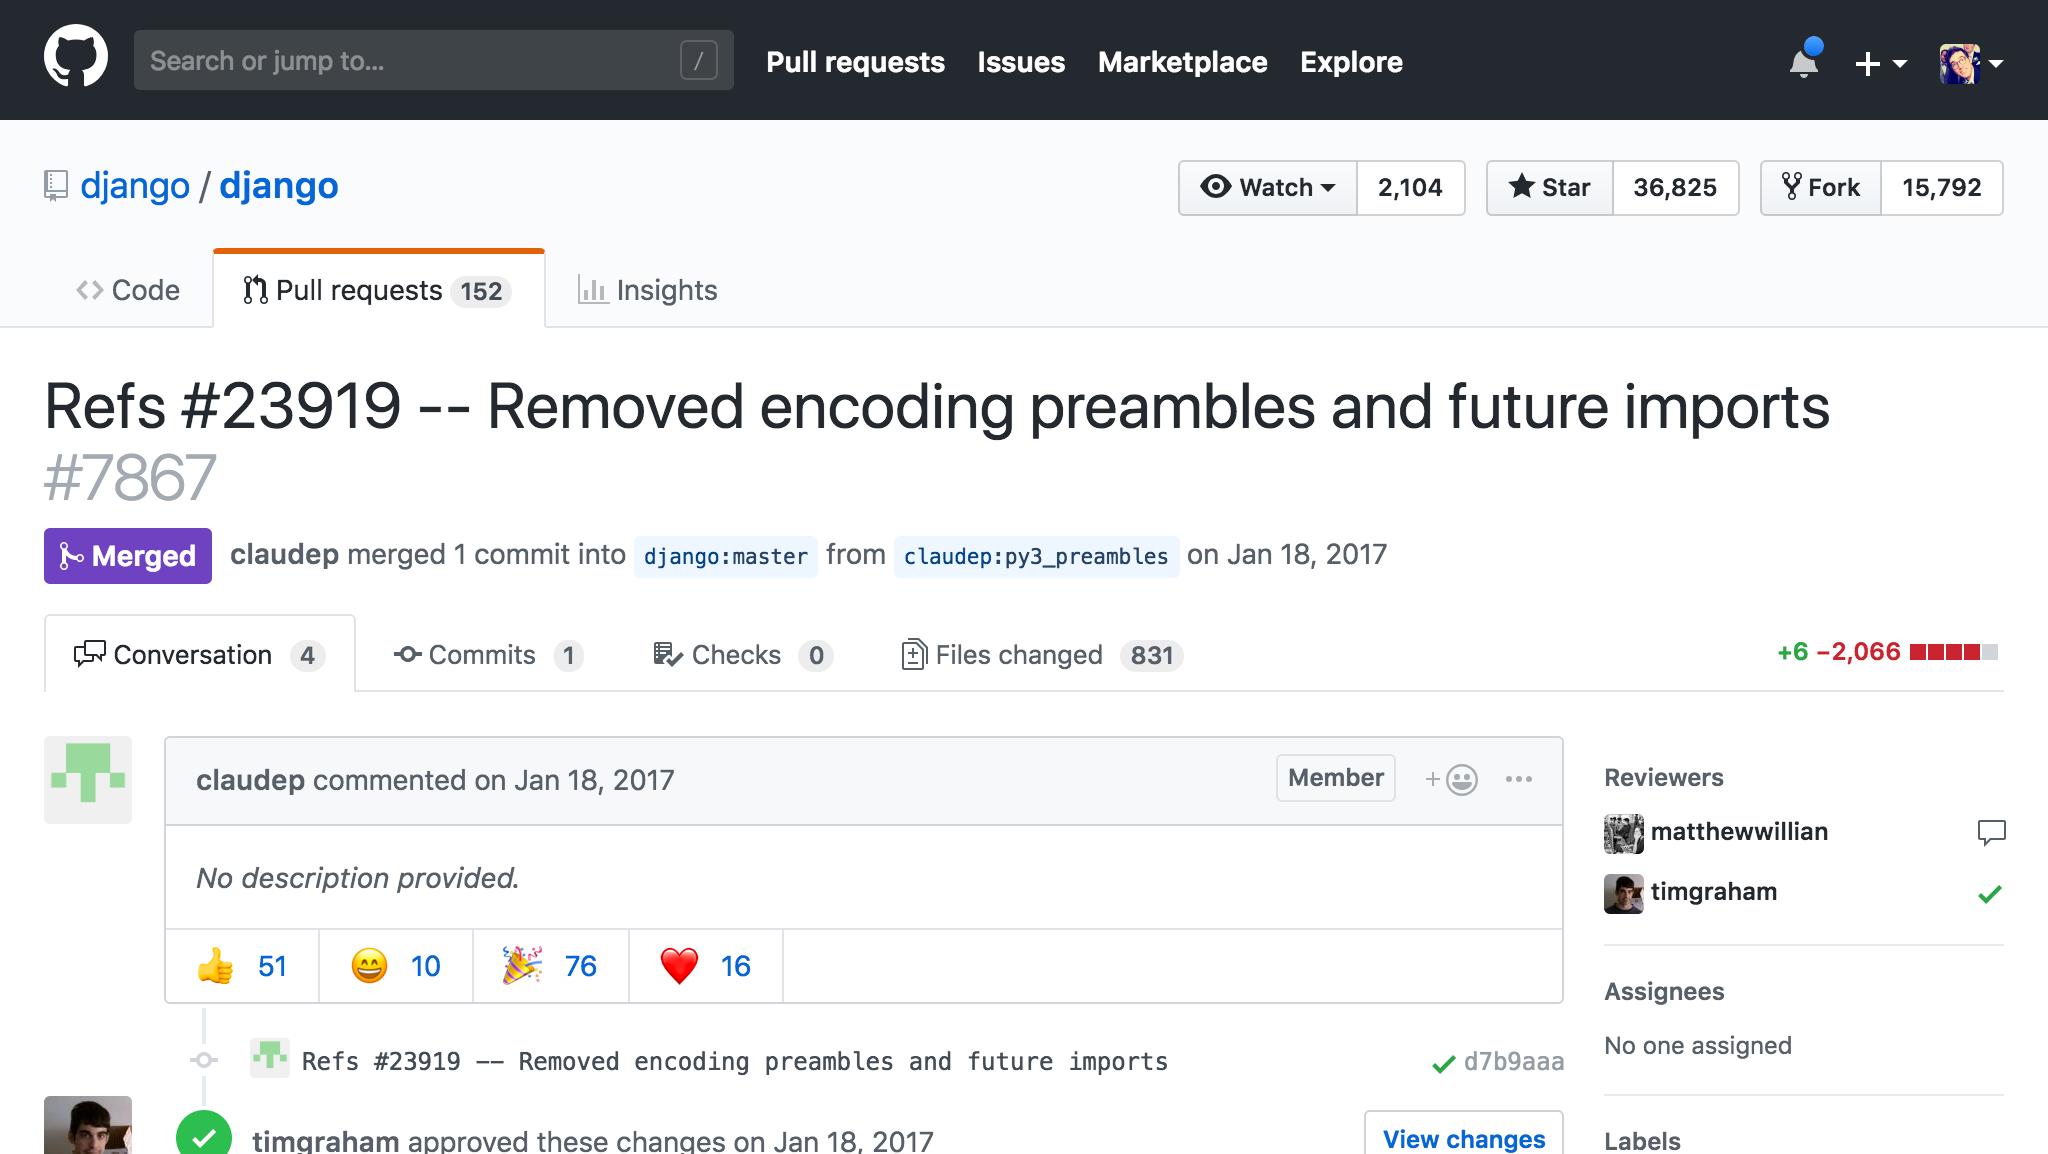 Search or jump to... / Pull requests Issues Marketplace Explore
django / django Watch 2,104 Star 36,825 Fork 15,792
Code Pull requests 152 Insights
Refs #23919 -- Removed encoding preambles and future imports
#7867
Merged claudep merged 1 commit into django:master from claudep:py3_preambles on Jan 18, 2017
Conversation 4 Commits 1 Checks 0 Files changed 831 +6 −2,066
claudep commented on Jan 18, 2017 Member
No description provided.
51 10 76 16
Refs #23919 -- Removed encoding preambles and future imports d7b9aaa
timgraham approved these changes on Jan 18, 2017 View changes
Reviewers
matthewwillian
timgraham
Assignees
No one assigned
Labels